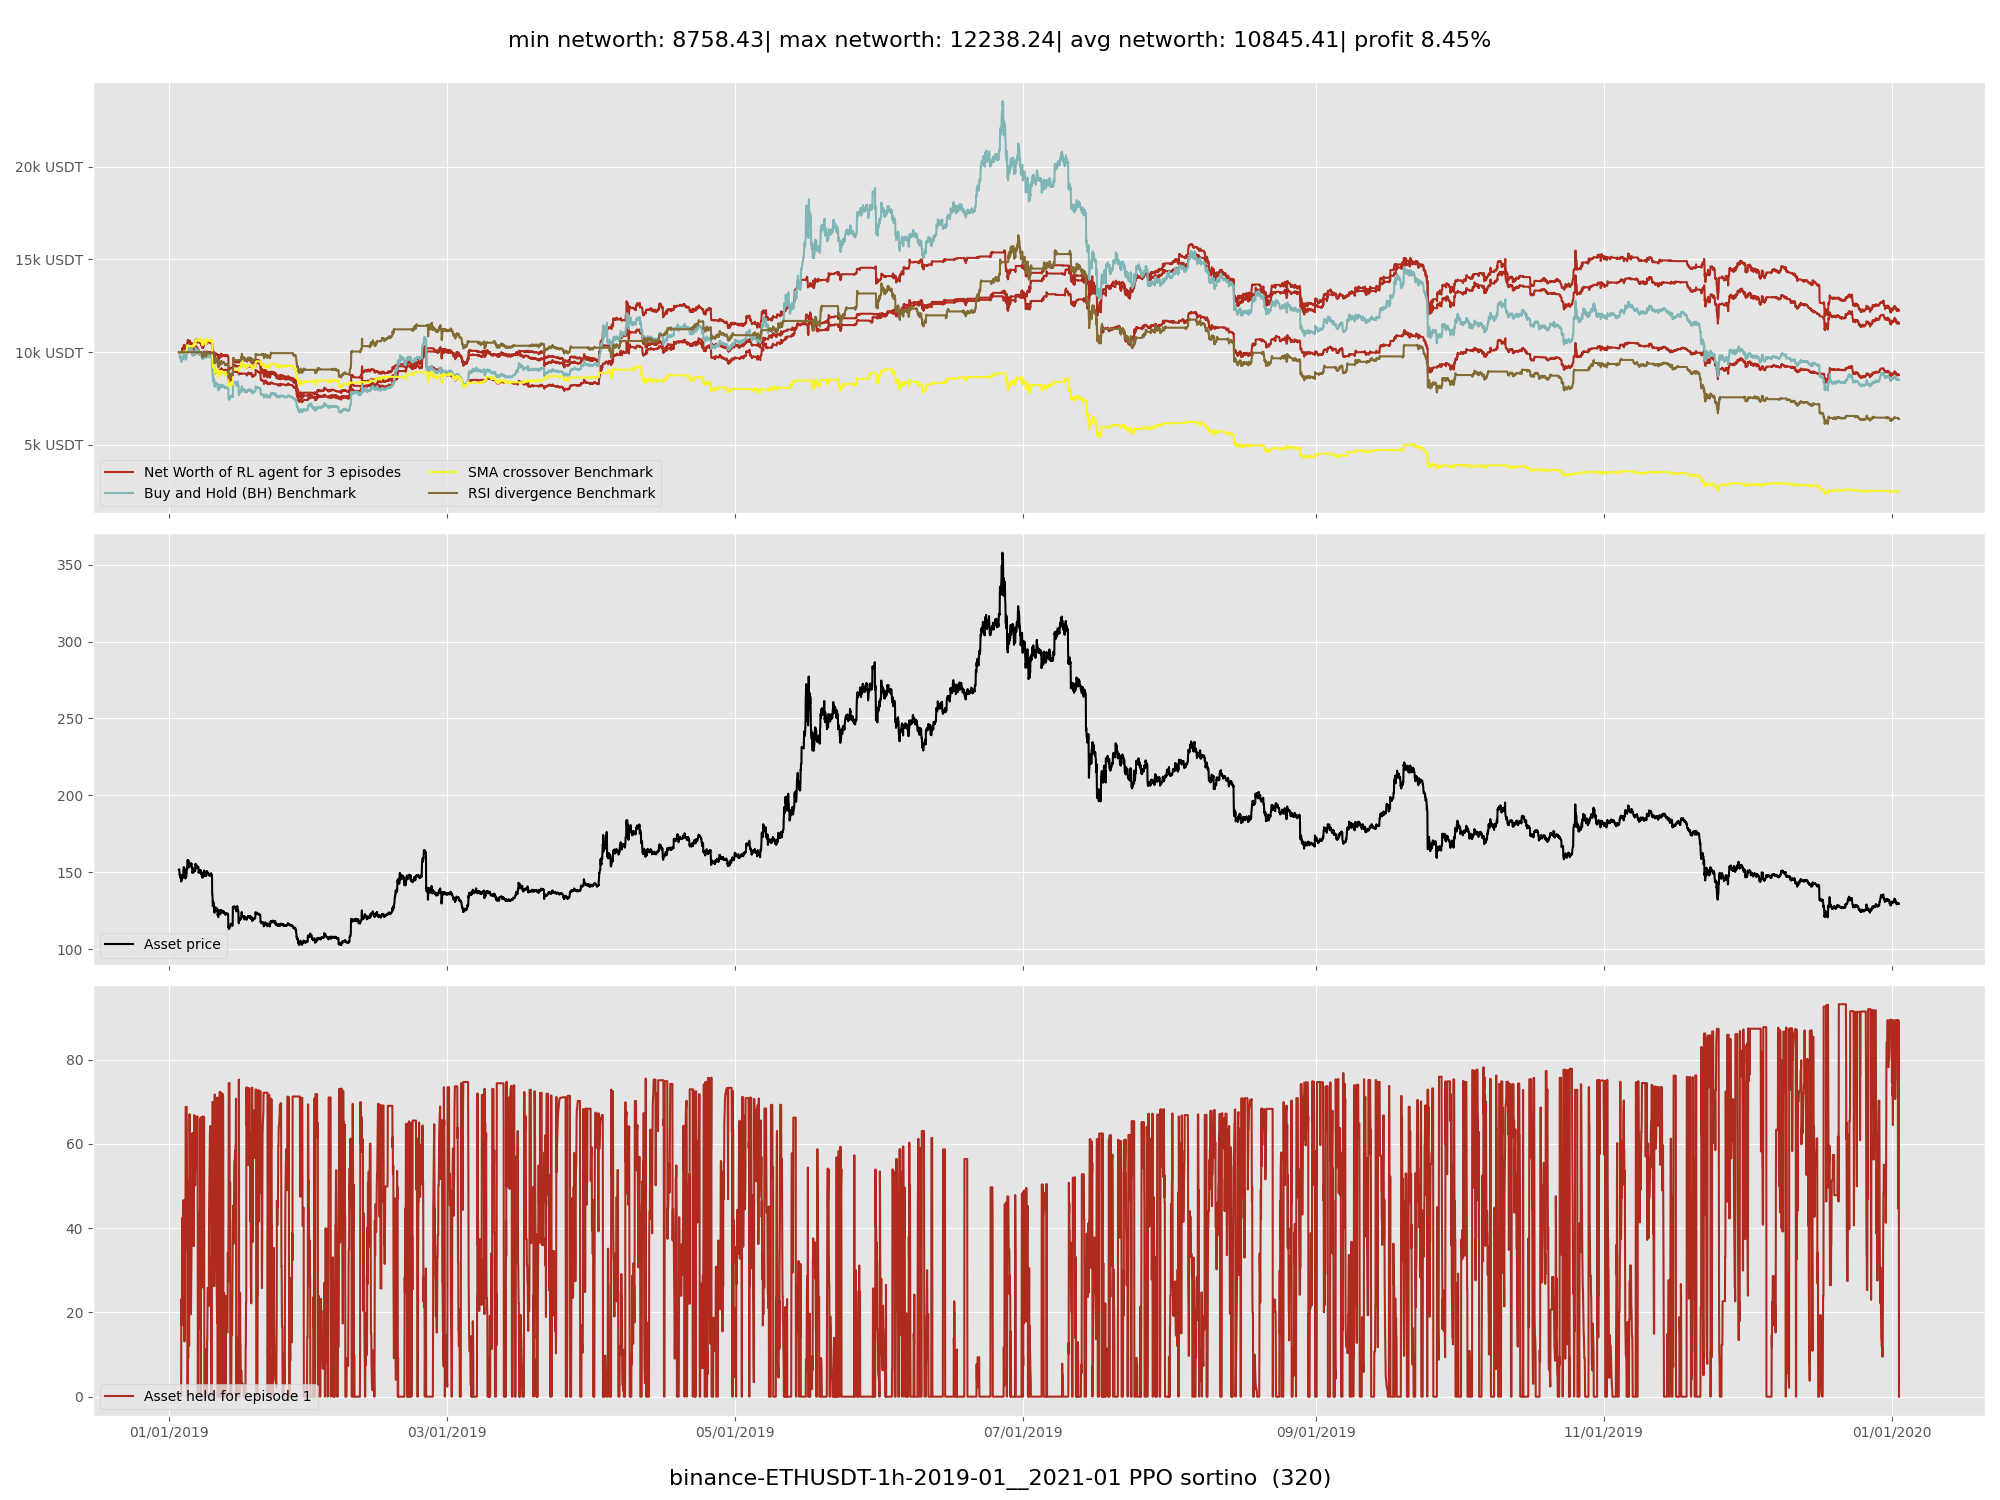 min networth: 8758.43| max networth: 12238.24| avg networth: 10845.41| profit 8.45%
20k USDT
15k USDT
10k USDT
5k USDT
Net Worth of RL agent for 3 episodes
Buy and Hold (BH) Benchmark
SMA crossover Benchmark
RSI divergence Benchmark
350
300
250
200
150
100
Asset price
80
60
40
20
0
Asset held for episode 1
01/01/2019 03/01/2019 05/01/2019 07/01/2019 09/01/2019 11/01/2019 01/01/2020
binance-ETHUSDT-1h-2019-01__2021-01 PPO sortino (320)